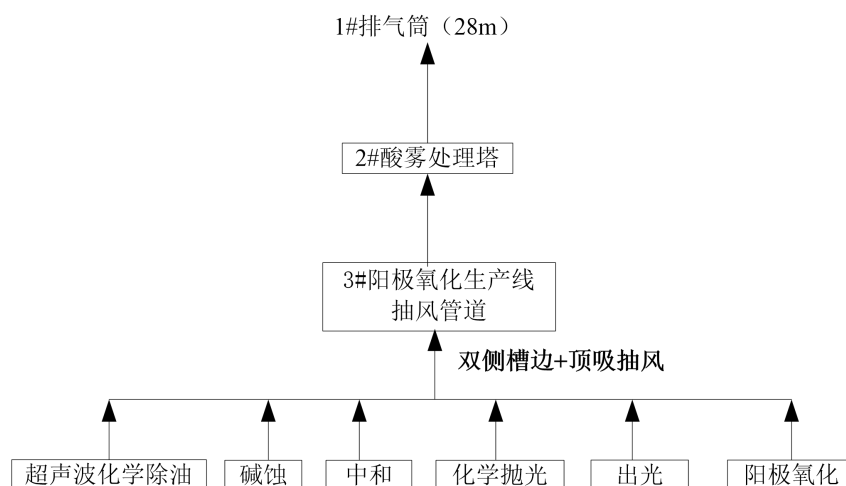 1#排气筒（28m）
2#酸雾处理塔
3#阳极氧化生产线
抽风管道
双侧槽边+顶吸抽风
超声波化学除油
碱蚀
中和
化学抛光
出光
阳极氧化